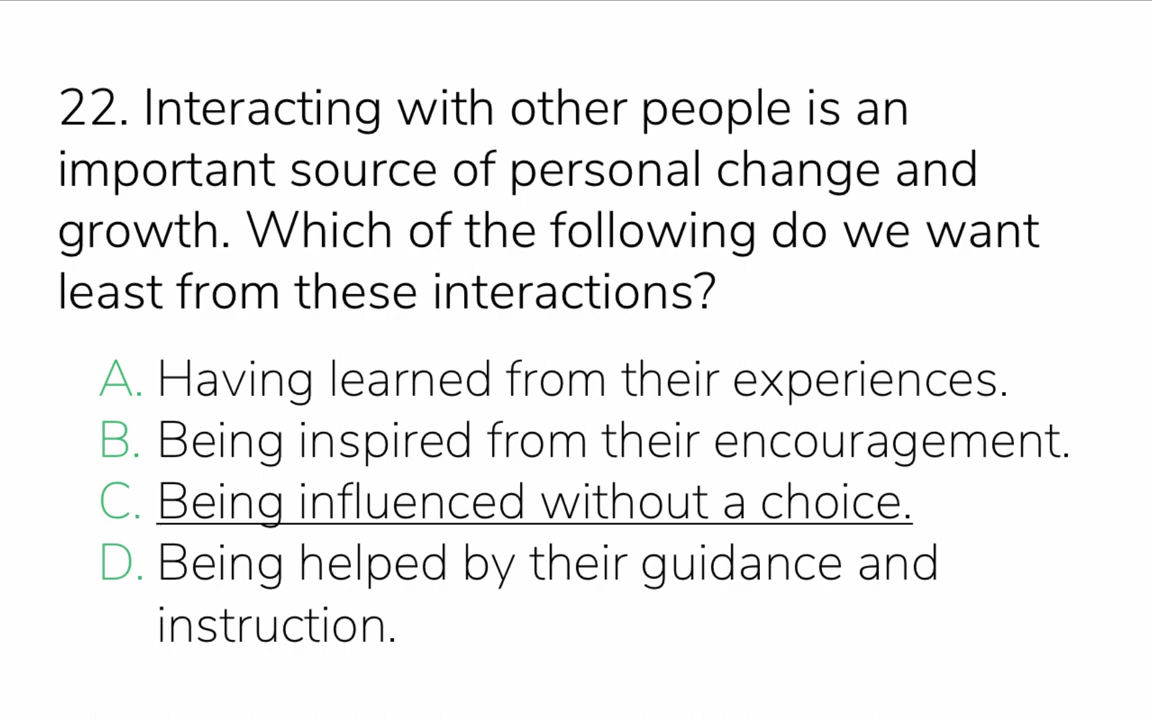 22. Interacting with other people is an
important source of personal change and
growth. Which of the following do we want
least from these interactions?
A. Having learned from their experiences.
B. Being inspired from their encouragement.
C. Being influenced without a choice.
D. Being helped by their guidance and
instruction.